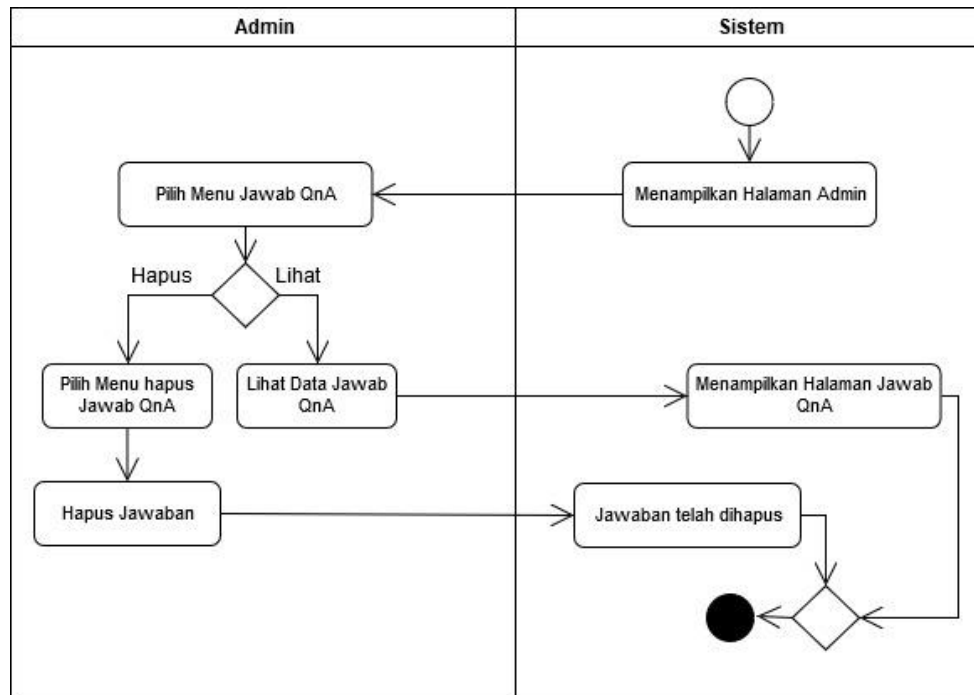 Admin
Sistem
Menampilkan Halaman Admin
Pilih Menu Jawab QnA
Hapus
Lihat
Pilih Menu hapus
Jawab QnA
Lihat Data Jawab
QnA
Menampilkan Halaman Jawab
QnA
Hapus Jawaban
Jawaban telah dihapus